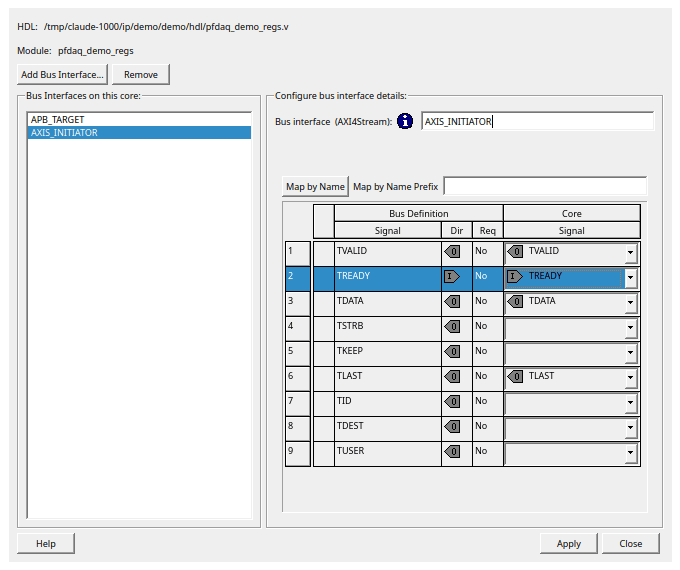 HDL: /tmp/claude-1000/ip/demo/demo/hdl/pfdaq_demo_regs.v
Module: pfdaq_demo_regs
Add Bus Interface... Remove
Bus Interfaces on this core:
APB_TARGET
AXIS_INITIATOR
Configure bus interface details:
Bus interface (AXI4Stream): i AXIS_INITIATOR
Map by Name Map by Name Prefix
Bus Definition Core
Signal Dir Req Signal
1 TVALID O No O TVALID
2 TREADY I No I TREADY
3 TDATA O No O TDATA
4 TSTRB O No
5 TKEEP O No
6 TLAST O No O TLAST
7 TID O No
8 TDEST O No
9 TUSER O No
Help Apply Close